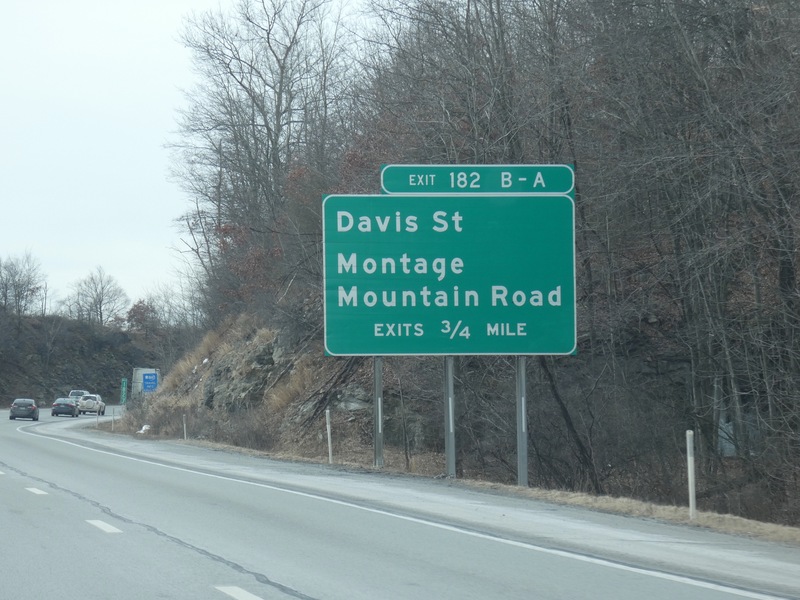 EXIT 182 B-A
Davis St
Montage
Mountain Road
EXITS 3/4 MILE